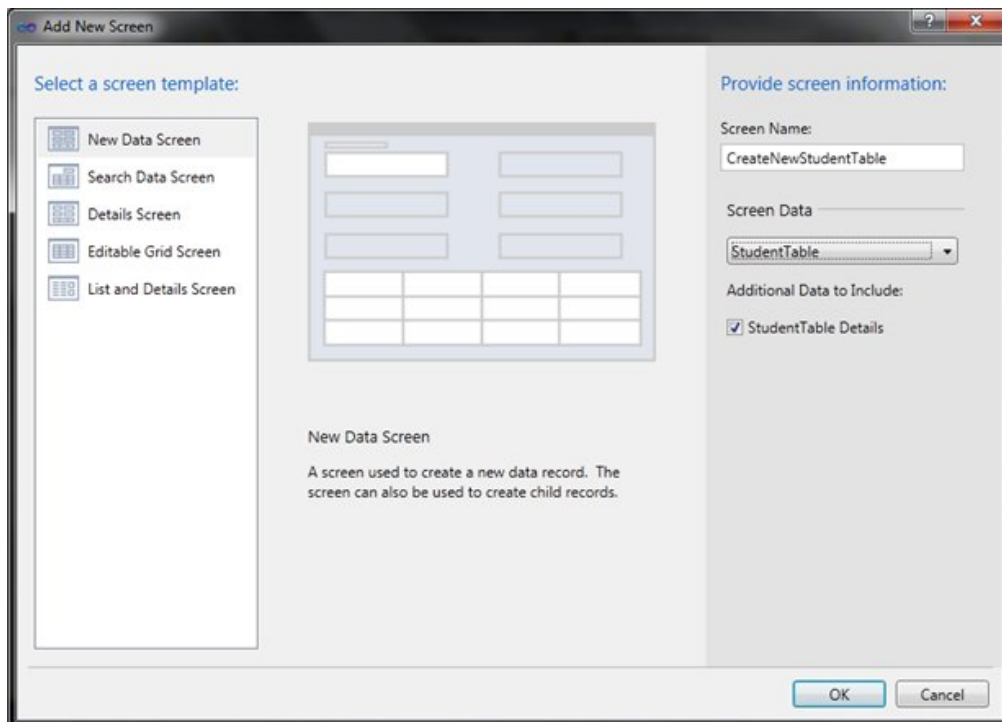 Add New Screen
Select a screen template:
New Data Screen
Search Data Screen
Details Screen
Editable Grid Screen
List and Details Screen
New Data Screen
A screen used to create a new data record. The
screen can also be used to create child records.
Provide screen information:
Screen Name:
CreateNewStudentTable
Screen Data
StudentTable
Additional Data to Include:
StudentTable Details
OK
Cancel